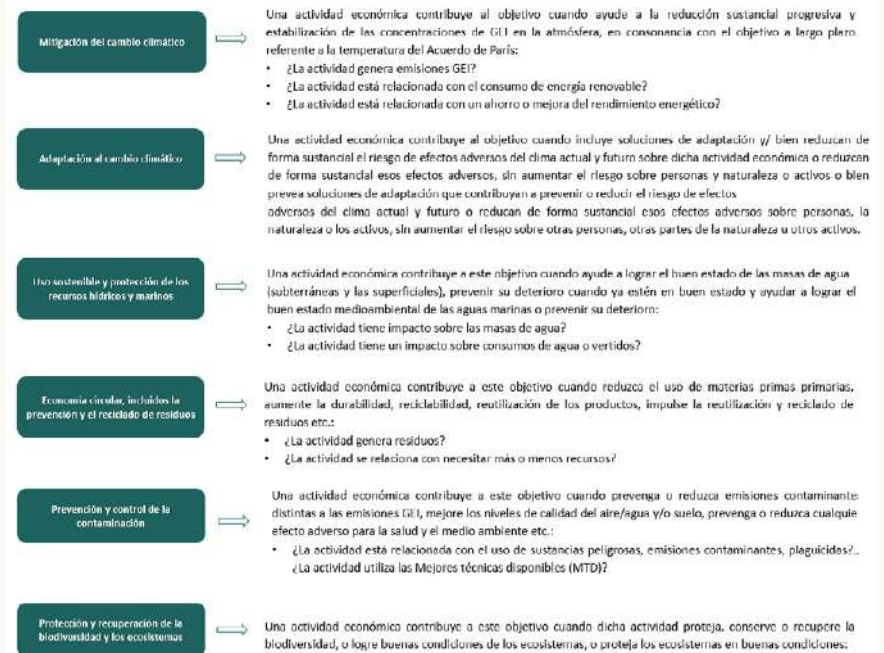 Mitigación del cambio climático
Una actividad económica contribuye al objetivo cuando ayude a la reducción sustancial progresiva y
estabilización de las concentraciones de GEI en la atmósfera, en consonancia con el objetivo a largo plazo
referente a la temperatura del Acuerdo de París:
• ¿La actividad genera emisiones GEI?
• ¿La actividad está relacionada con el consumo de energía renovable?
• ¿La actividad está relacionada con un ahorro o mejora del rendimiento energético?
Adaptación al cambio climático
Una actividad económica contribuye al objetivo cuando incluye soluciones de adaptación y/ bien reduzcan de
forma sustancial el riesgo de efectos adversos del clima actual y futuro sobre dicha actividad económica o reduzcan
de forma sustancial esos efectos adversos, sin aumentar el riesgo sobre personas y naturaleza o activos o bien
prevea soluciones de adaptación que contribuyan a prevenir o reducir el riesgo de efectos
adversos del clima actual y futuro o reducan de forma sustancial esos efectos adversos sobre personas, la
naturaleza o los activos, sin aumentar el riesgo sobre otras personas, otras partes de la naturaleza u otros activos.
Uso sostenible y protección de los
recursos hídricos y marinos
Una actividad económica contribuye a este objetivo cuando ayude a lograr el buen estado de las masas de agua
(subterráneas y las superficiales), prevenir su deterioro cuando ya estén en buen estado y ayudar a lograr el
buen estado medioambiental de las aguas marinas o prevenir su deterioro:
• ¿La actividad tiene impacto sobre las masas de agua?
• ¿La actividad tiene un impacto sobre consumos de agua o vertidos?
Economía circular, incluidos la
prevención y el reciclado de residuos
Una actividad económica contribuye a este objetivo cuando reduzca el uso de materias primas primarias,
aumente la durabilidad, reciclabilidad, reutilización de los productos, impulse la reutilización y reciclado de
residuos etc.:
• ¿La actividad genera residuos?
• ¿La actividad se relaciona con necesitar más o menos recursos?
Prevención y control de la
contaminación
Una actividad económica contribuye a este objetivo cuando prevenga o reduzca emisiones contaminante
distintas a las emisiones GEI, mejore los niveles de calidad del aire/agua y/o suelo, prevenga o reduzca cualquie
efecto adverso para la salud y el medio ambiente etc.:
• ¿La actividad está relacionada con el uso de sustancias peligrosas, emisiones contaminantes, plaguicidas?..
¿La actividad utiliza las Mejores técnicas disponibles (MTD)?
Protección y recuperación de la
biodiversidad y los ecosistemas
Una actividad económica contribuye a este objetivo cuando dicha actividad proteja, conserve o recupere la
biodiversidad, o logre buenas condiciones de los ecosistemas, o proteja los ecosistemas en buenas condiciones: